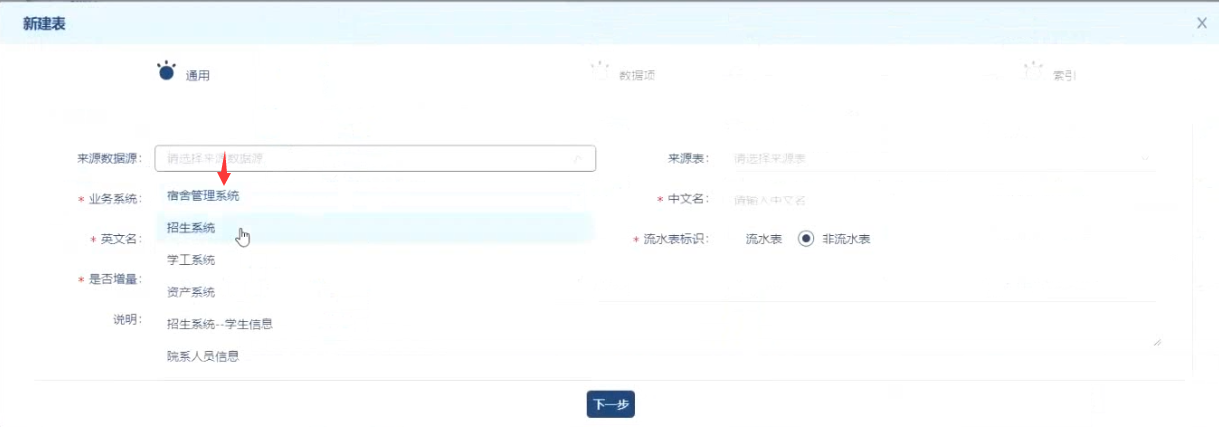 新建表
通用 数据项 索引
来源数据源： 请选择来源数据源 来源表： 请选择来源表
* 业务系统： 宿舍管理系统 * 中文名： 请输入中文名
招生系统
* 英文名： * 流水表标识： 流水表 非流水表
学工系统
* 是否增量： 资产系统
说明： 招生系统--学生信息
院系人员信息
下一步